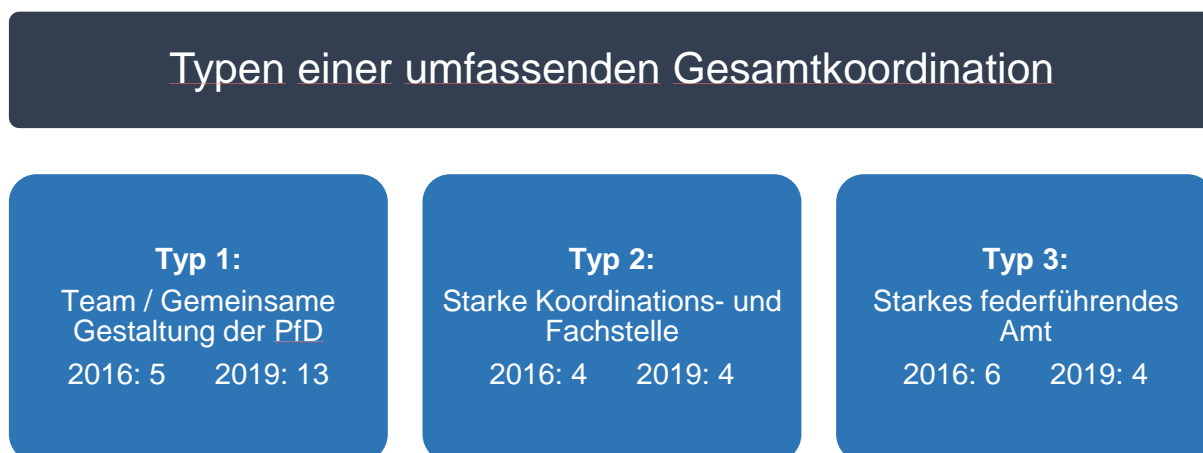 Typen einer umfassenden Gesamtkoordination
Typ 1:
Team / Gemeinsame
Gestaltung der PfD
2016: 5 2019: 13
Typ 2:
Starke Koordinations- und
Fachstelle
2016: 4 2019: 4
Typ 3:
Starkes federführendes
Amt
2016: 6 2019: 4